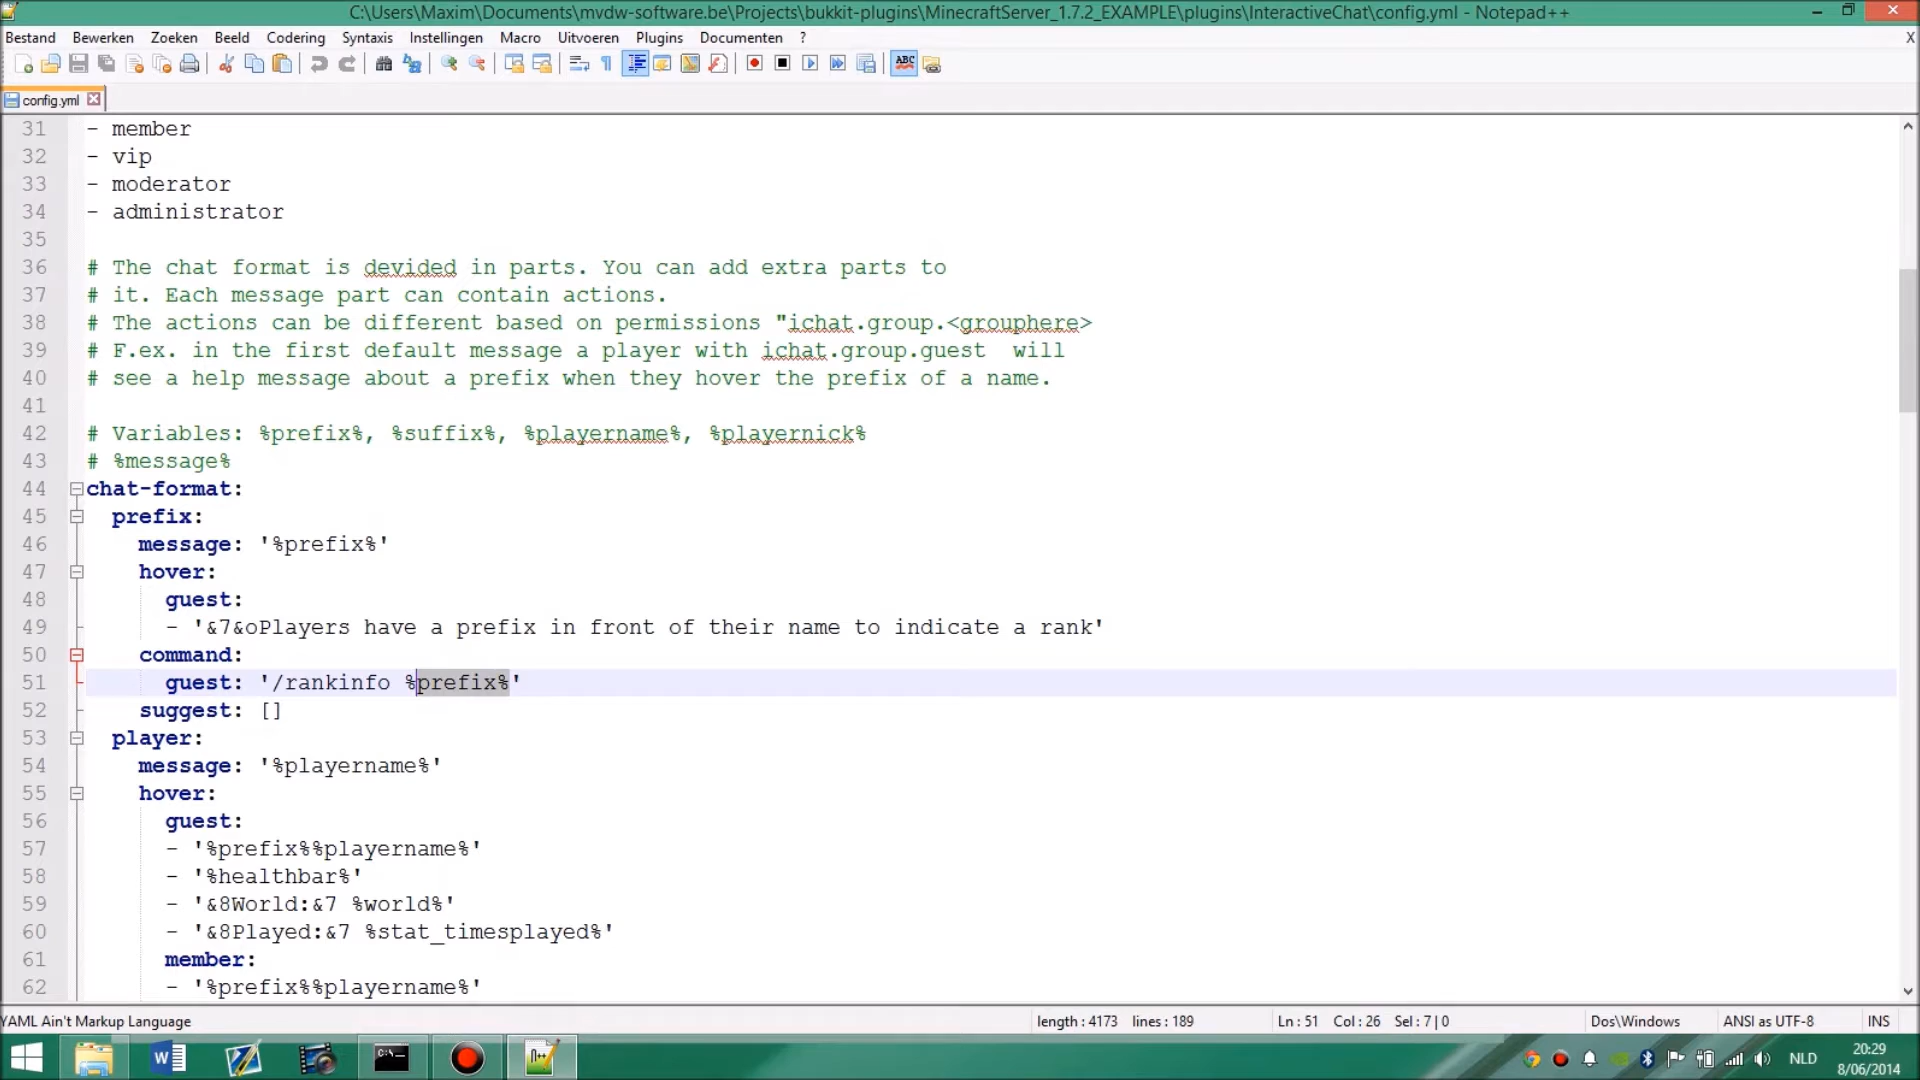 C:\Users\Maxim\Documents\mvdw-software.be\Projects\bukkit-plugins\MinecraftServer_1.7.2_EXAMPLE\plugins\InteractiveChat\config.yml - Notepad++
Bestand Bewerken Zoeken Beeld Codering Syntaxis Instellingen Macro Uitvoeren Plugins Documenten ? X
config.yml
31 - member
32 - vip
33 - moderator
34 - administrator
35
36 # The chat format is devided in parts. You can add extra parts to
37 # it. Each message part can contain actions.
38 # The actions can be different based on permissions "ichat.group.<grouphere>
39 # F.ex. in the first default message a player with ichat.group.guest  will
40 # see a help message about a prefix when they hover the prefix of a name.
41
42 # Variables: %prefix%, %suffix%, %playername%, %playernick%
43 # %message%
44 chat-format:
45   prefix:
46     message: '%prefix%'
47     hover:
48       guest:
49       - '&7&oPlayers have a prefix in front of their name to indicate a rank'
50     command:
51       guest: '/rankinfo %prefix%'
52     suggest: []
53   player:
54     message: '%playername%'
55     hover:
56       guest:
57       - '%prefix%%playername%'
58       - '%healthbar%'
59       - '&8World:&7 %world%'
60       - '&8Played:&7 %stat_timesplayed%'
61       member:
62       - '%prefix%%playername%'
YAML Ain't Markup Language length : 4173 lines : 189 Ln : 51 Col : 26 Sel : 7 | 0 Dos\Windows ANSI as UTF-8 INS
NLD 20:29
8/06/2014